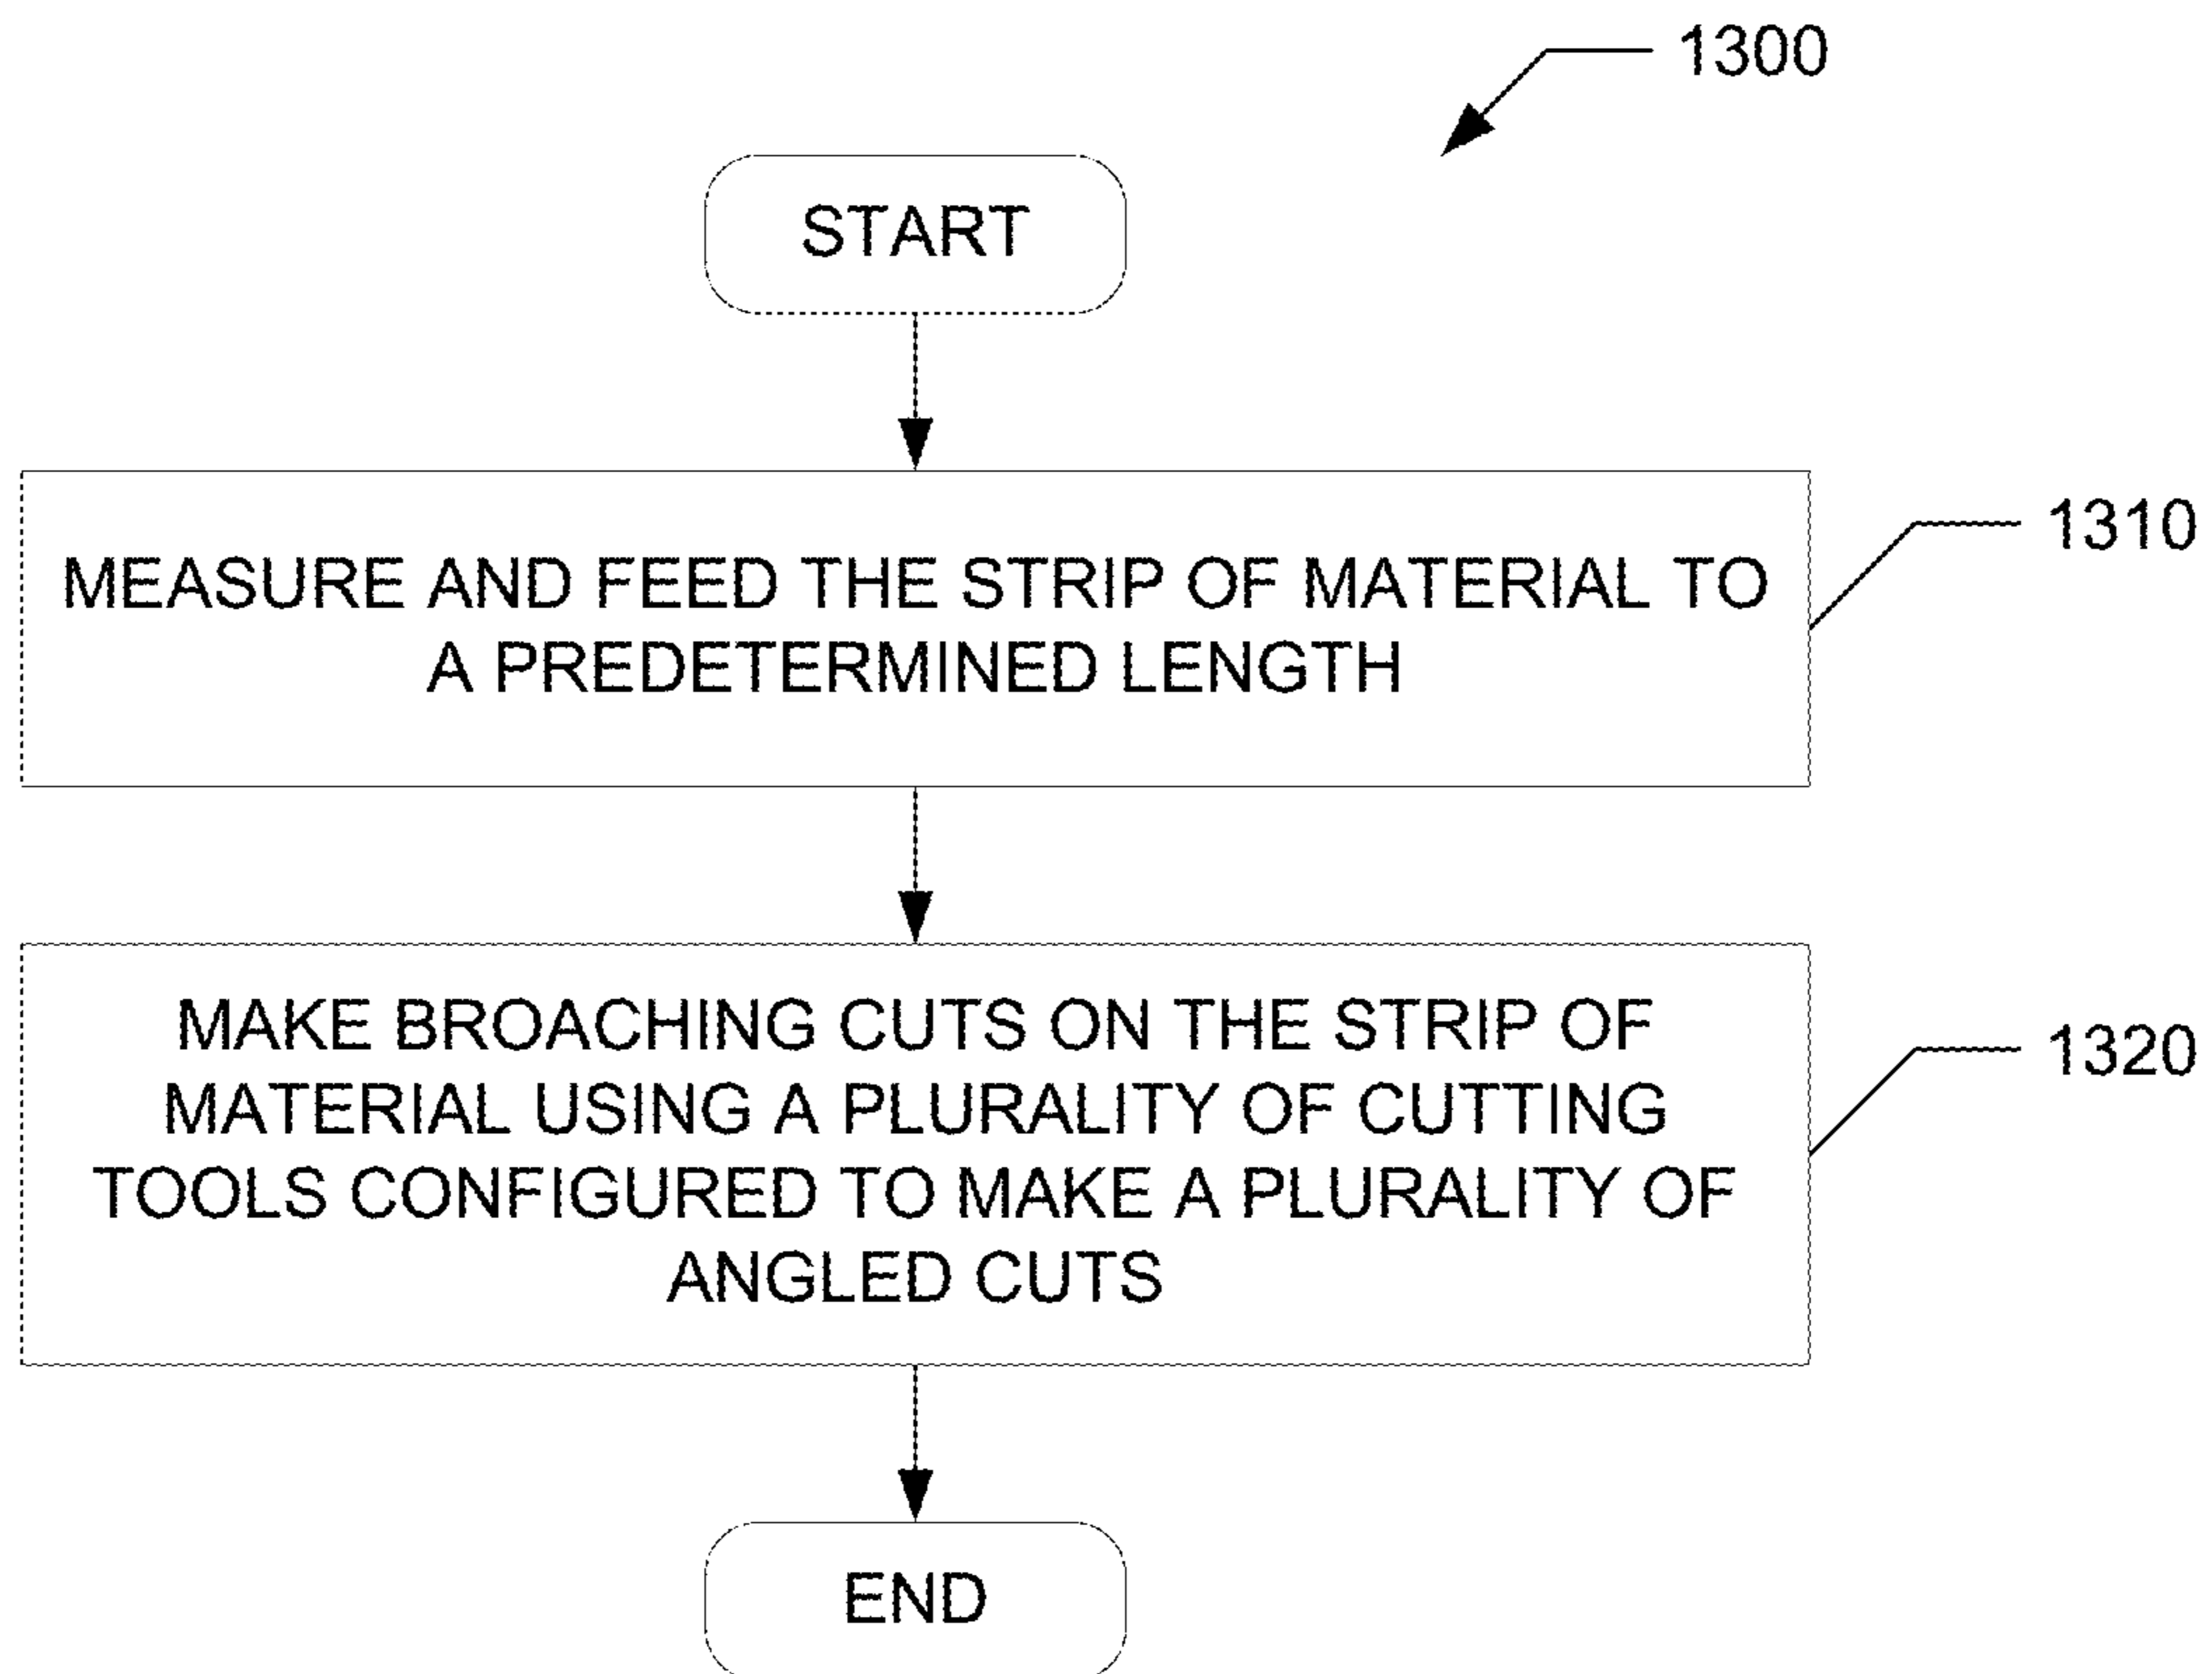 1300
START
MEASURE AND FEED THE STRIP OF MATERIAL TO
A PREDETERMINED LENGTH
1310
MAKE BROACHING CUTS ON THE STRIP OF
MATERIAL USING A PLURALITY OF CUTTING
TOOLS CONFIGURED TO MAKE A PLURALITY OF
ANGLED CUTS
1320
END